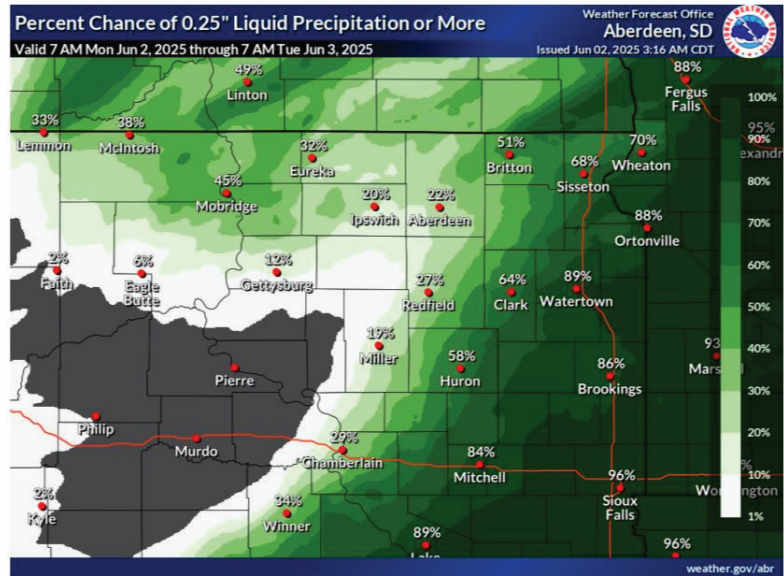 Percent Chance of 0.25" Liquid Precipitation or More
Valid 7 AM Mon Jun 2, 2025 through 7 AM Tue Jun 3, 2025
Weather Forecast Office
Aberdeen, SD
Issued Jun 02, 2025 3:16 AM CDT
49%
Linton
88%
Fergus
Falls
100%
33%
Lemmon
38%
McIntosh
32%
Eureka
51%
Britton
70%
Wheaton
95%
90%
68%
Sisseton
80%
45%
Mobridge
20%
Ipswich
22%
Aberdeen
88%
Ortonville
70%
2%
Faith
6%
Eagle
Butte
12%
Gettysburg
27%
Redfield
64%
Clark
89%
Watertown
60%
50%
19%
Miller
58%
Huron
86%
Brookings
93
Mars
40%
Pierre
30%
Philip
Murdo
29%
Chamberlain
84%
Mitchell
20%
10%
96%
Sioux
Falls
2%
Kyle
34%
Winner
1%
89%
Lake
96%
weather.gov/abr